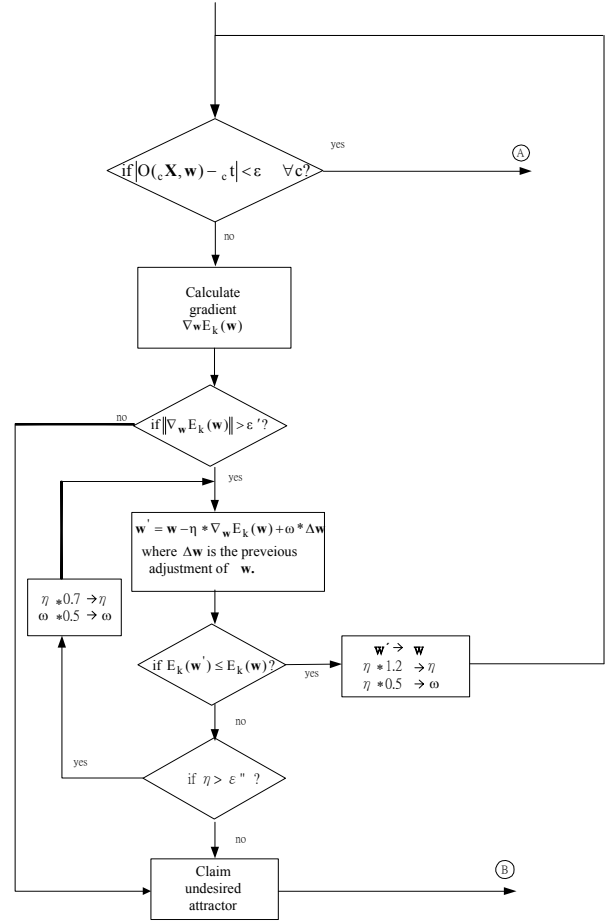 yes
A
if|O(cX, w) − ct| < ε ∀c?
no
Calculate
gradient
∇wEk(w)
no
if‖∇wEk(w)‖ > ε′?
yes
w' = w − η * ∇wEk(w) + ω * Δw
where Δw is the preveious
adjustment of w.
η *0.7 → η
ω *0.5 → ω
if Ek(w') ≤ Ek(w)?
yes
w′ → w
η *1.2 → η
η *0.5 → ω
no
yes
if η > ε" ?
no
Claim
undesired
attractor
B